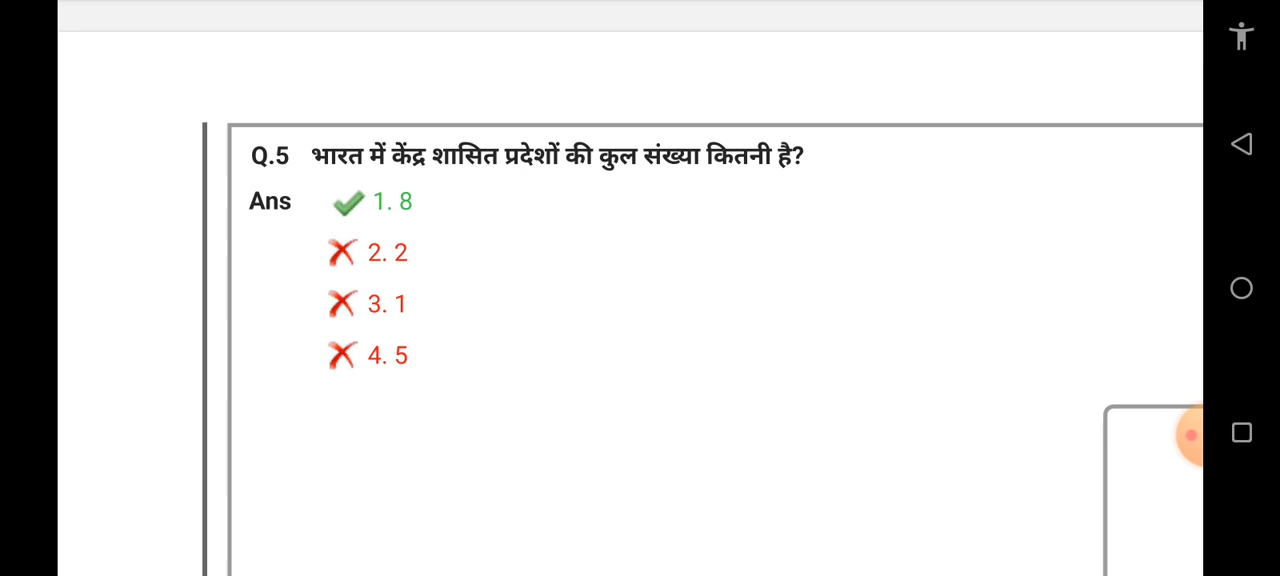 Q.5 भारत में केंद्र शासित प्रदेशों की कुल संख्या कितनी है?
Ans 1. 8
2. 2
3. 1
4. 5